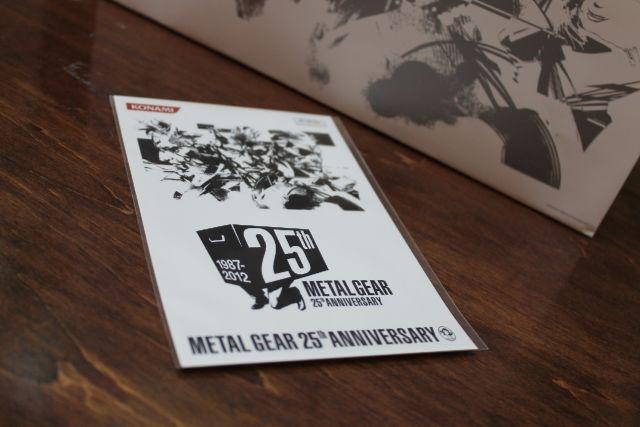 KONAMI
25th
1987-
2012
METAL GEAR
25TH ANNIVERSARY
METAL GEAR 25th ANNIVERSARY